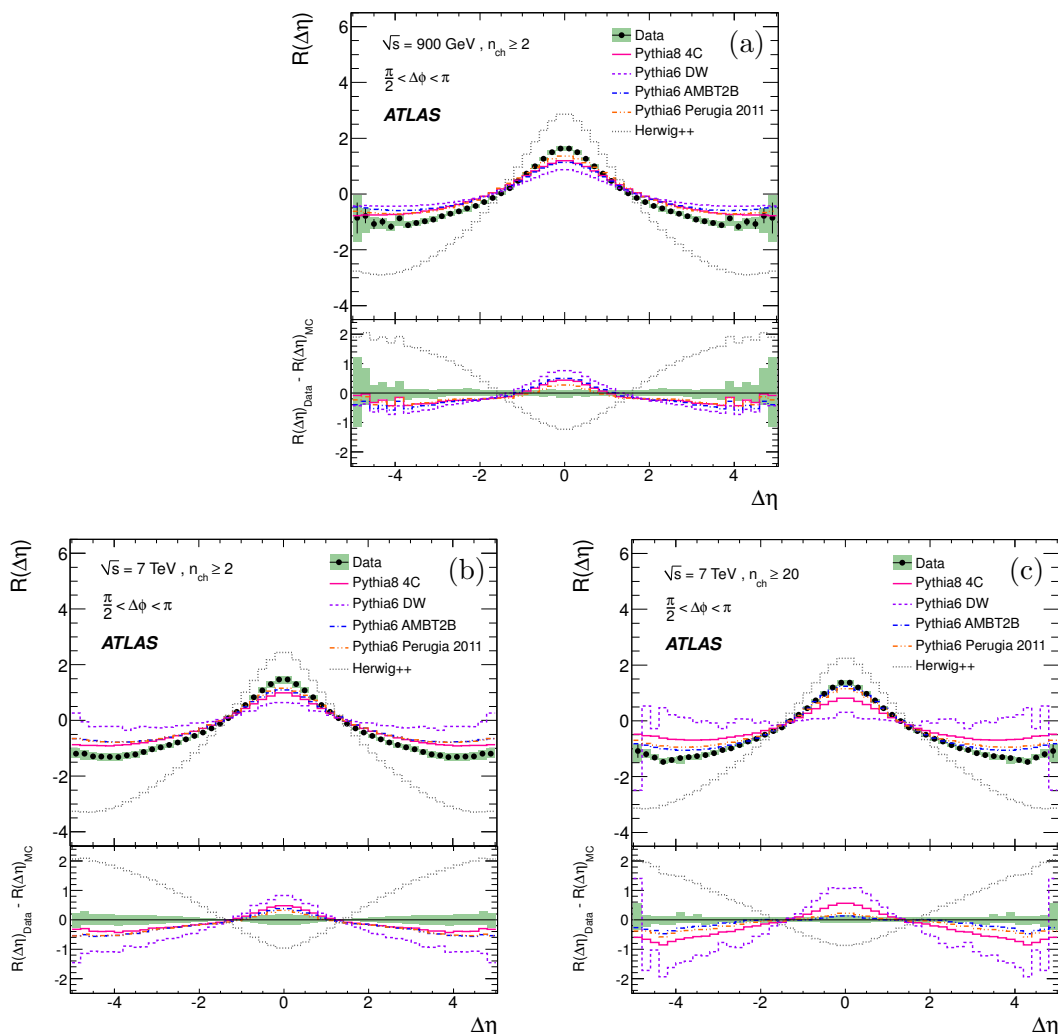 R(Δη)
6
4
2
0
-2
-4
√s = 900 GeV , n_ch ≥ 2
π/2 < Δϕ < π
ATLAS
(a)
Data
Pythia8 4C
Pythia6 DW
Pythia6 AMBT2B
Pythia6 Perugia 2011
Herwig++
R(Δη)_Data - R(Δη)_MC
2
1
0
-1
-2
-4 -2 0 2 4
Δη
R(Δη)
6
4
2
0
-2
-4
√s = 7 TeV , n_ch ≥ 2
π/2 < Δϕ < π
ATLAS
(b)
Data
Pythia8 4C
Pythia6 DW
Pythia6 AMBT2B
Pythia6 Perugia 2011
Herwig++
R(Δη)_Data - R(Δη)_MC
2
1
0
-1
-2
-4 -2 0 2 4
Δη
R(Δη)
6
4
2
0
-2
-4
√s = 7 TeV , n_ch ≥ 20
π/2 < Δϕ < π
ATLAS
(c)
Data
Pythia8 4C
Pythia6 DW
Pythia6 AMBT2B
Pythia6 Perugia 2011
Herwig++
R(Δη)_Data - R(Δη)_MC
2
1
0
-1
-2
-4 -2 0 2 4
Δη